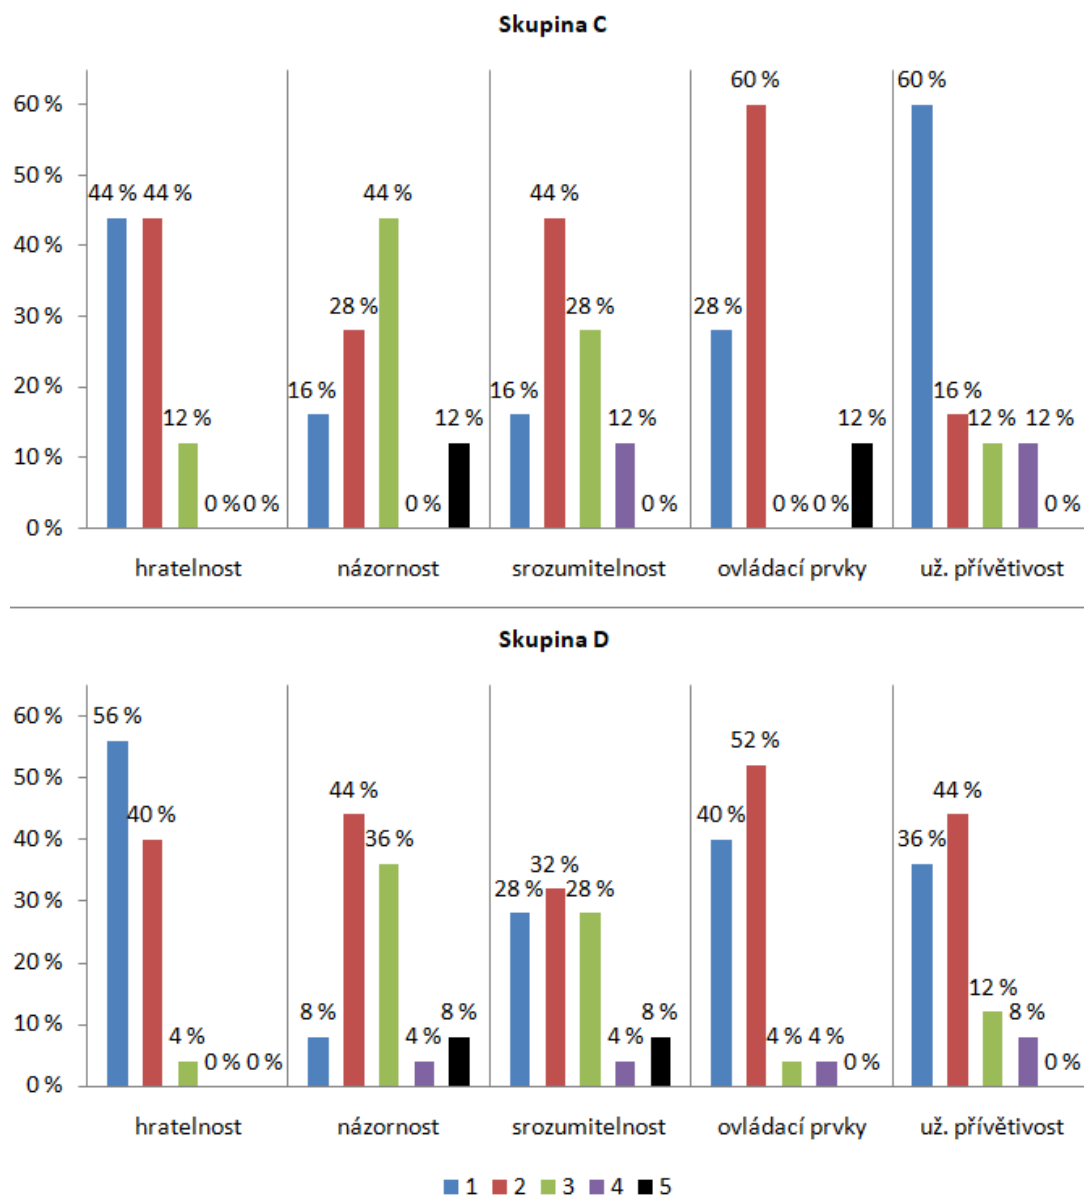 Skupina C
60 %
50 %
40 %
30 %
20 %
10 %
0 %
44 % 44 % 12 % 0 % 0 %
16 % 28 % 44 % 0 % 12 %
16 % 44 % 28 % 12 % 0 %
28 % 60 % 0 % 0 % 12 %
60 % 16 % 12 % 12 % 0 %
hratelnost názornost srozumitelnost ovládací prvky už. přívětivost
Skupina D
60 %
50 %
40 %
30 %
20 %
10 %
0 %
56 % 40 % 4 % 0 % 0 %
8 % 44 % 36 % 4 % 8 %
28 % 32 % 28 % 4 % 8 %
40 % 52 % 4 % 4 % 0 %
36 % 44 % 12 % 8 % 0 %
hratelnost názornost srozumitelnost ovládací prvky už. přívětivost
1 2 3 4 5